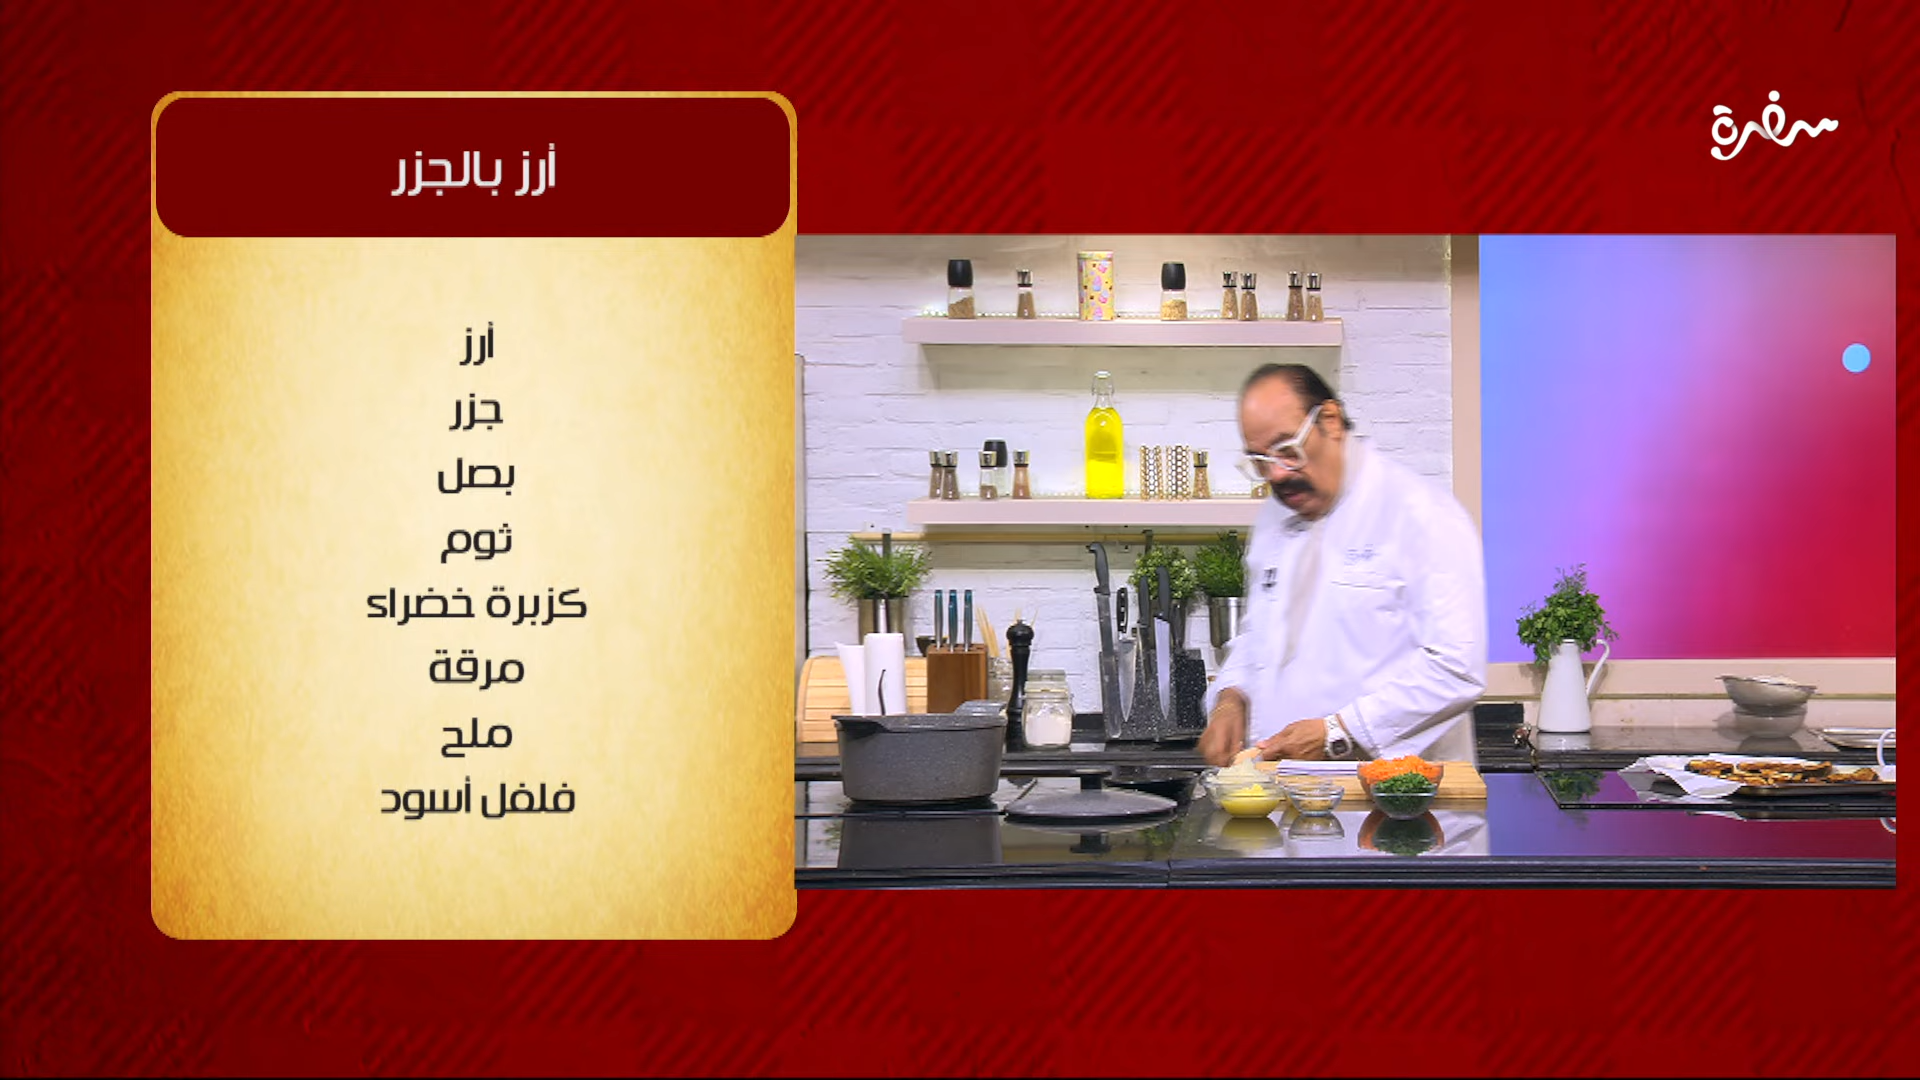 سفرة
أرز بالجزر
أرز
جزر
بصل
ثوم
كزبرة خضراء
مرقة
ملح
فلفل أسود